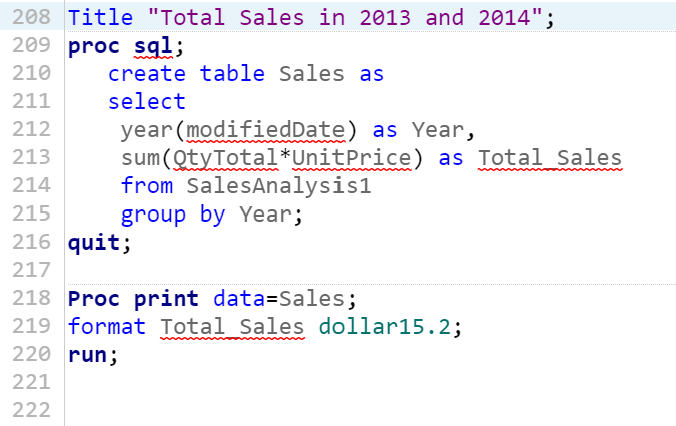 208 Title "Total Sales in 2013 and 2014";
209 proc sql;
210 create table Sales as
211 select
212 year(modifiedDate) as Year,
213 sum(QtyTotal*UnitPrice) as Total_Sales
214 from SalesAnalysis1
215 group by Year;
216 quit;
217
218 Proc print data=Sales;
219 format Total_Sales dollar15.2;
220 run;
221
222